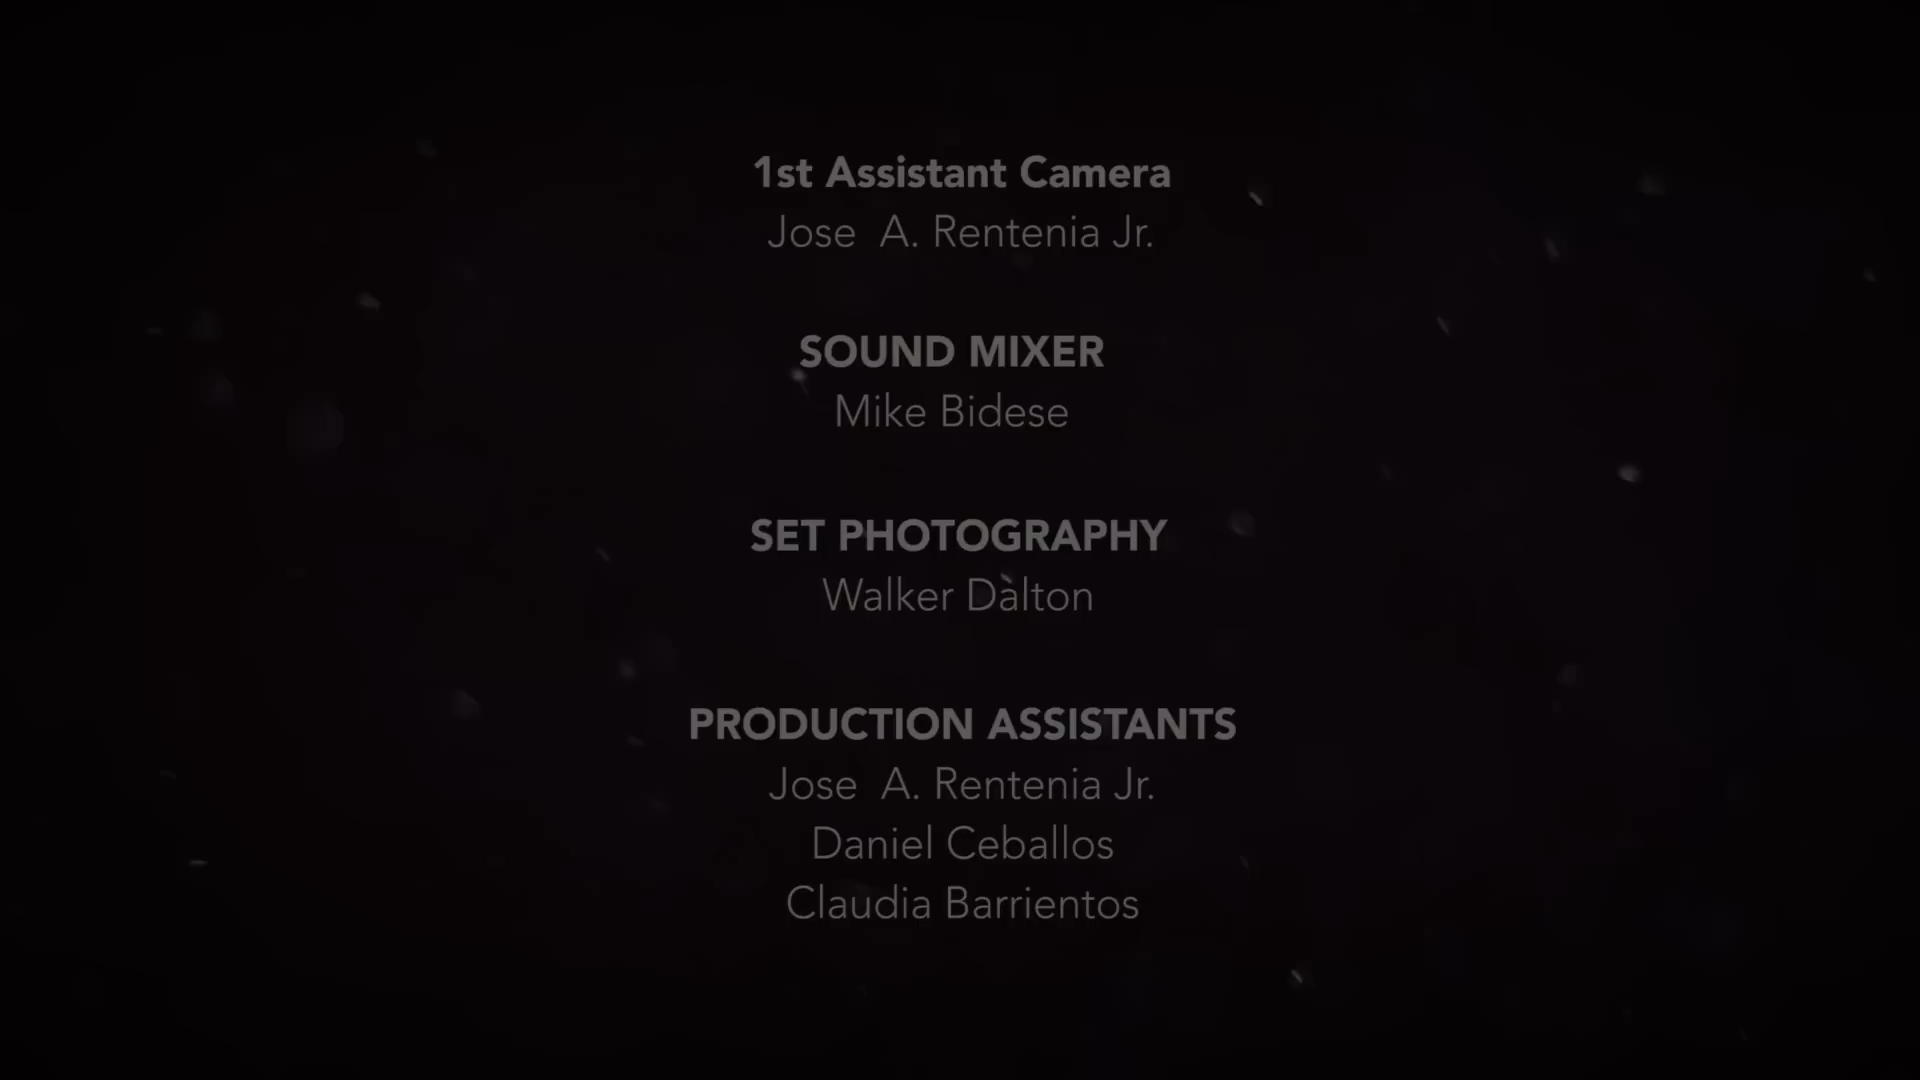 1st Assistant Camera
Jose A. Rentenia Jr.
SOUND MIXER
Mike Bidese
SET PHOTOGRAPHY
Walker Dalton
PRODUCTION ASSISTANTS
Jose A. Rentenia Jr.
Daniel Ceballos
Claudia Barrientos